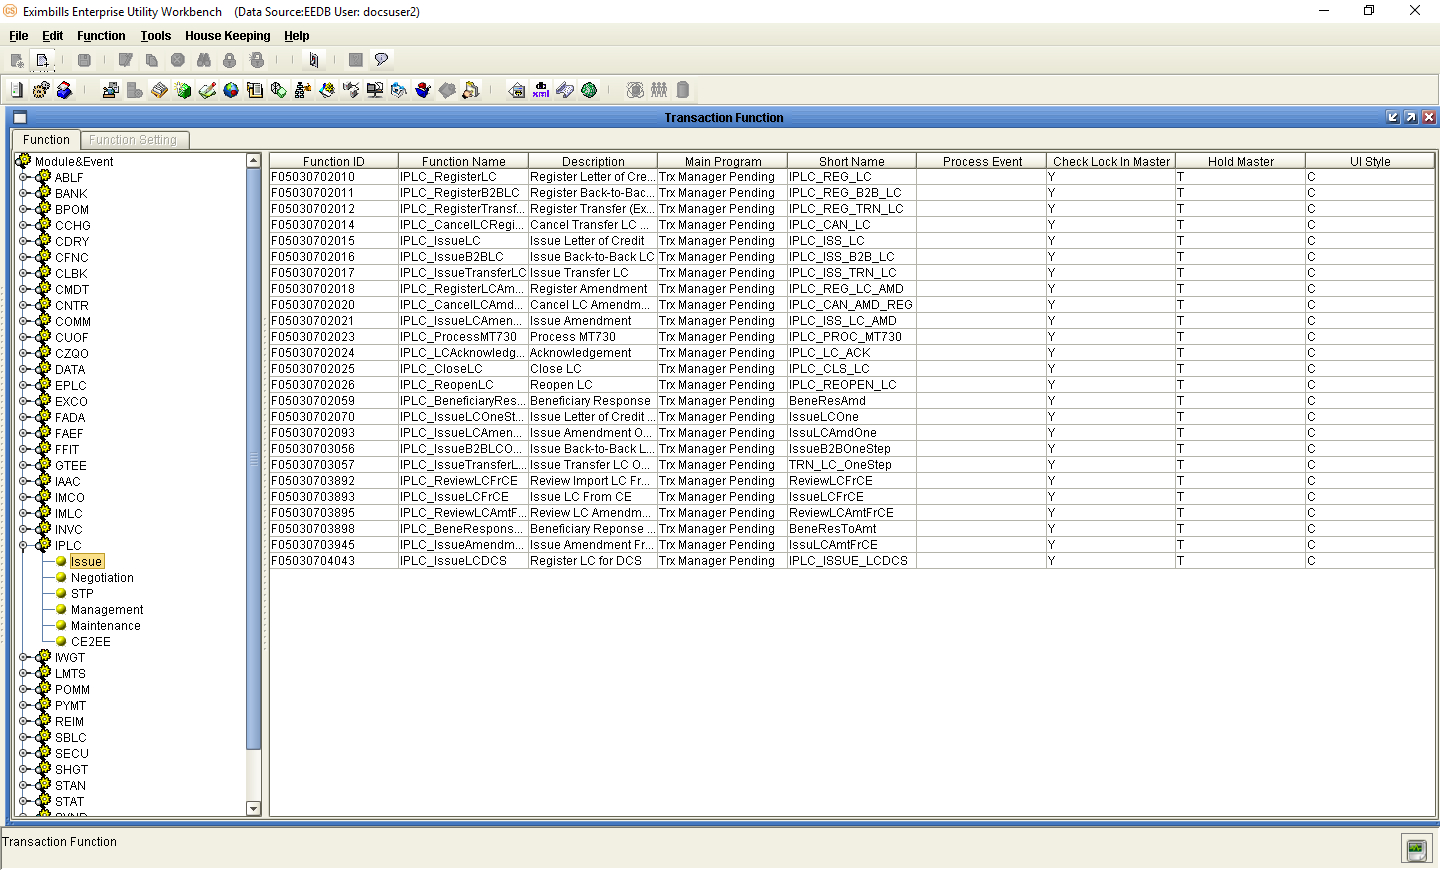 Eximbills Enterprise Utility Workbench (Data Source:EEDB User: docsuser2)
File Edit Function Tools House Keeping Help
Transaction Function
Function Function Setting
Module&Event
ABLF
BANK
BPOM
CCHG
CDRY
CFNC
CLBK
CMDT
CNTR
COMM
CUOF
CZQO
DATA
EPLC
EXCO
FADA
FAEF
FFIT
GTEE
IAAC
IMCO
IMLC
INVC
IPLC
Issue
Negotiation
STP
Management
Maintenance
CE2EE
IWGT
LMTS
POMM
PYMT
REIM
SBLC
SECU
SHGT
STAN
STAT
Function ID Function Name Description Main Program Short Name Process Event Check Lock In Master Hold Master UI Style
F05030702010 IPLC_RegisterLC Register Letter of Cre... Trx Manager Pending IPLC_REG_LC Y T C
F05030702011 IPLC_RegisterB2BLC Register Back-to-Bac... Trx Manager Pending IPLC_REG_B2B_LC Y T C
F05030702012 IPLC_RegisterTransf... Register Transfer (Ex... Trx Manager Pending IPLC_REG_TRN_LC Y T C
F05030702014 IPLC_CancelLCRegi... Cancel Transfer LC ... Trx Manager Pending IPLC_CAN_LC Y T C
F05030702015 IPLC_IssueLC Issue Letter of Credit Trx Manager Pending IPLC_ISS_LC Y T C
F05030702016 IPLC_IssueB2BLC Issue Back-to-Back LC Trx Manager Pending IPLC_ISS_B2B_LC Y T C
F05030702017 IPLC_IssueTransferLC Issue Transfer LC Trx Manager Pending IPLC_ISS_TRN_LC Y T C
F05030702018 IPLC_RegisterLCAm... Register Amendment Trx Manager Pending IPLC_REG_LC_AMD Y T C
F05030702020 IPLC_CancelLCAmd... Cancel LC Amendm... Trx Manager Pending IPLC_CAN_AMD_REG Y T C
F05030702021 IPLC_IssueLCAmen... Issue Amendment Trx Manager Pending IPLC_ISS_LC_AMD Y T C
F05030702023 IPLC_ProcessMT730 Process MT730 Trx Manager Pending IPLC_PROC_MT730 Y T C
F05030702024 IPLC_LCAcknowledg... Acknowledgement Trx Manager Pending IPLC_LC_ACK Y T C
F05030702025 IPLC_CloseLC Close LC Trx Manager Pending IPLC_CLS_LC Y T C
F05030702026 IPLC_ReopenLC Reopen LC Trx Manager Pending IPLC_REOPEN_LC Y T C
F05030702059 IPLC_BeneficiaryRes... Beneficiary Response Trx Manager Pending BeneResAmd Y T C
F05030702070 IPLC_IssueLCOneSt... Issue Letter of Credit ... Trx Manager Pending IssueLCOne Y T C
F05030702093 IPLC_IssueLCAmen... Issue Amendment O... Trx Manager Pending IssuLCAmdOne Y T C
F05030703056 IPLC_IssueB2BLCO... Issue Back-to-Back L... Trx Manager Pending IssueB2BOneStep Y T C
F05030703057 IPLC_IssueTransferL... Issue Transfer LC O... Trx Manager Pending TRN_LC_OneStep Y T C
F05030703892 IPLC_ReviewLCFrCE Review Import LC Fr... Trx Manager Pending ReviewLCFrCE Y T C
F05030703893 IPLC_IssueLCFrCE Issue LC From CE Trx Manager Pending IssueLCFrCE Y T C
F05030703895 IPLC_ReviewLCAmtF... Review LC Amendm... Trx Manager Pending ReviewLCAmtFrCE Y T C
F05030703898 IPLC_BeneRespons... Beneficiary Reponse ... Trx Manager Pending BeneResToAmt Y T C
F05030703945 IPLC_IssueAmendm... Issue Amendment Fr... Trx Manager Pending IssuLCAmtFrCE Y T C
F05030704043 IPLC_IssueLCDCS Register LC for DCS Trx Manager Pending IPLC_ISSUE_LCDCS Y T C
Transaction Function